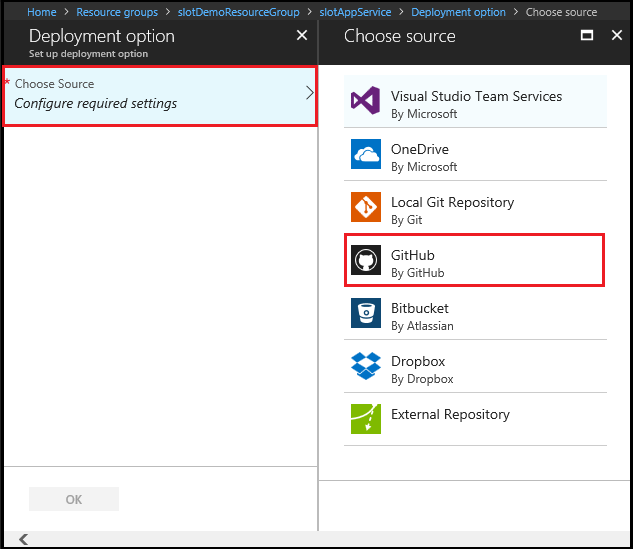 Home > Resource groups > slotDemoResourceGroup > slotAppService > Deployment option > Choose source
Deployment option
Set up deployment option
* Choose Source
Configure required settings
OK
Choose source
Visual Studio Team Services
By Microsoft
OneDrive
By Microsoft
Local Git Repository
By Git
GitHub
By GitHub
Bitbucket
By Atlassian
Dropbox
By Dropbox
External Repository